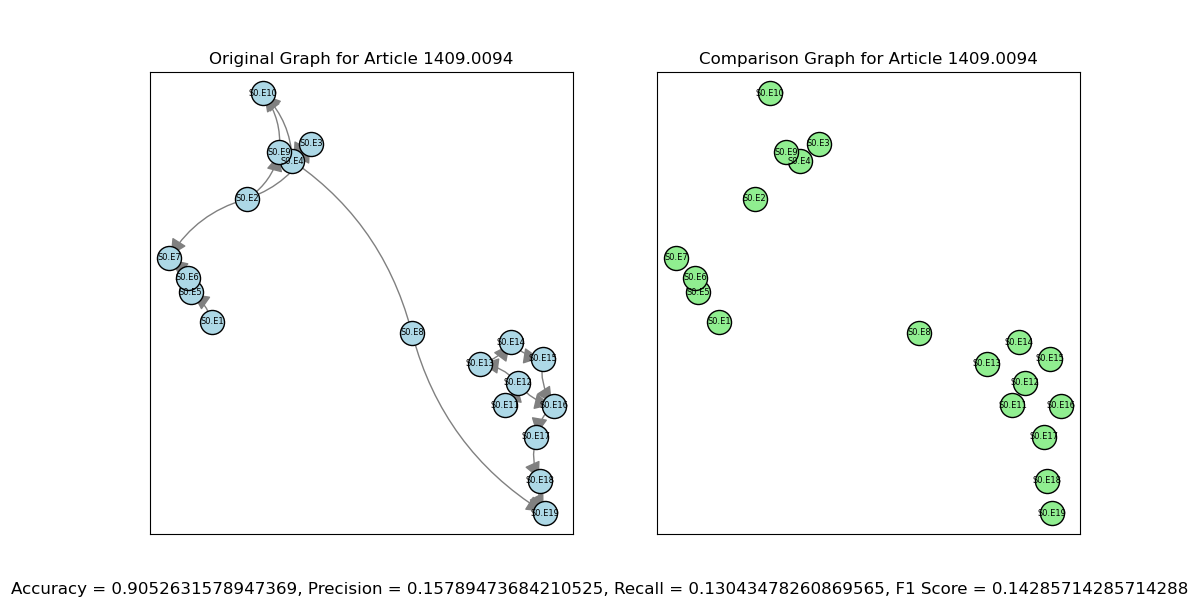 Original Graph for Article 1409.0094
Comparison Graph for Article 1409.0094
S0.E10
S0.E3
S0.E9
S0.E4
S0.E2
S0.E7
S0.E6
S0.E5
S0.E1
S0.E8
S0.E14
S0.E15
S0.E13
S0.E12
S0.E11
S0.E16
S0.E17
S0.E18
S0.E19
S0.E10
S0.E3
S0.E9
S0.E4
S0.E2
S0.E7
S0.E6
S0.E5
S0.E1
S0.E8
S0.E14
S0.E15
S0.E13
S0.E12
S0.E11
S0.E16
S0.E17
S0.E18
S0.E19
Accuracy = 0.9052631578947369, Precision = 0.15789473684210525, Recall = 0.13043478260869565, F1 Score = 0.14285714285714288